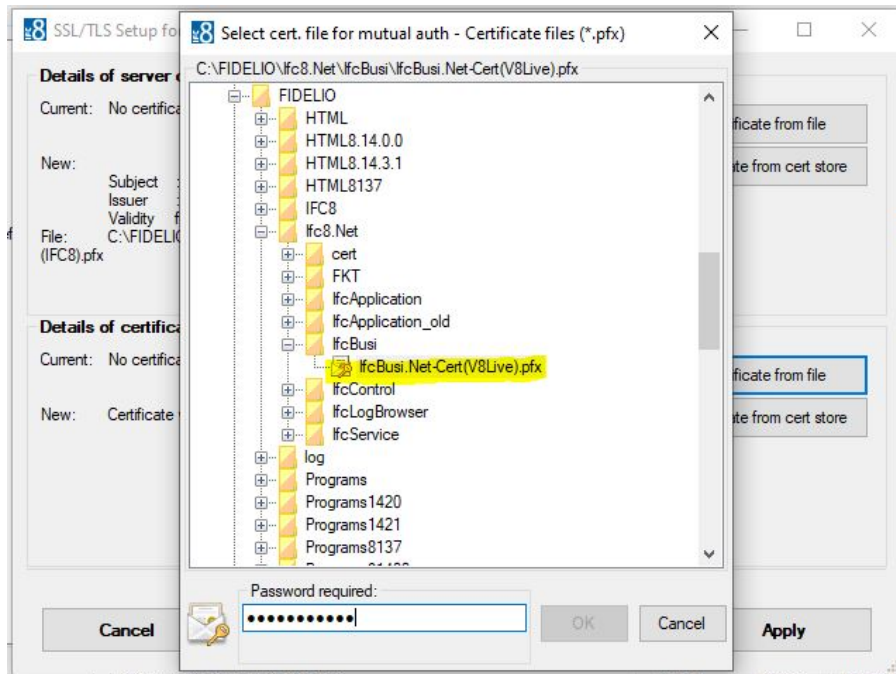 SSL/TLS Setup fo
Select cert. file for mutual auth - Certificate files (*.pfx)
C:\FIDELIO\Ifc8.Net\IfcBusi\IfcBusi.Net-Cert(V8Live).pfx
Details of server
Current: No certifica
New:
Subject :
Issuer :
Validity f
File: C:\FIDELIO
(IFC8).pfx
Details of certifica
Current: No certifica
New: Certificate
FIDELIO
HTML
HTML8.14.0.0
HTML8.14.3.1
HTML8137
IFC8
Ifc8.Net
cert
FKT
IfcApplication
IfcApplication_old
IfcBusi
IfcBusi.Net-Cert(V8Live).pfx
IfcControl
IfcLogBrowser
IfcService
log
Programs
Programs1420
Programs1421
Programs8137
ificate from file
te from cert store
ificate from file
te from cert store
Password required:
OK
Cancel
Cancel
Apply